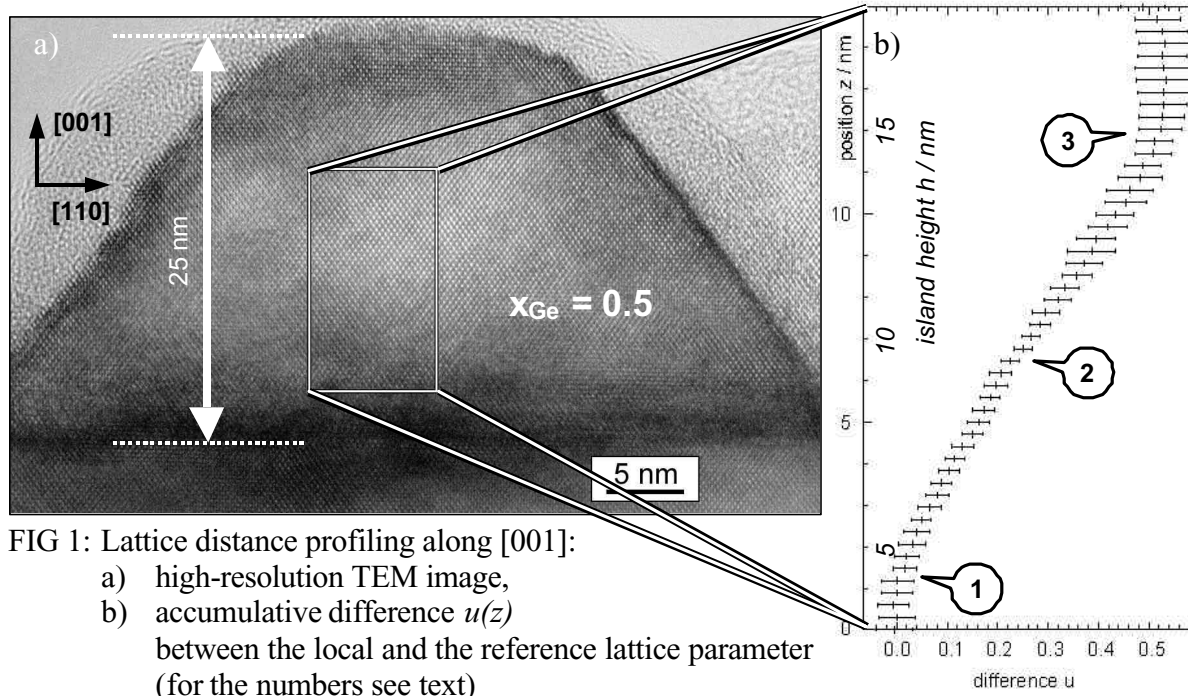 a)
[001]
[110]
25 nm
x_Ge = 0.5
5 nm
b)
position z / nm
island height h / nm
15
10
5
10
5
0
3
2
1
0.0 0.1 0.2 0.3 0.4 0.5
difference u
FIG 1: Lattice distance profiling along [001]:
a) high-resolution TEM image,
b) accumulative difference u(z)
between the local and the reference lattice parameter
(for the numbers see text)